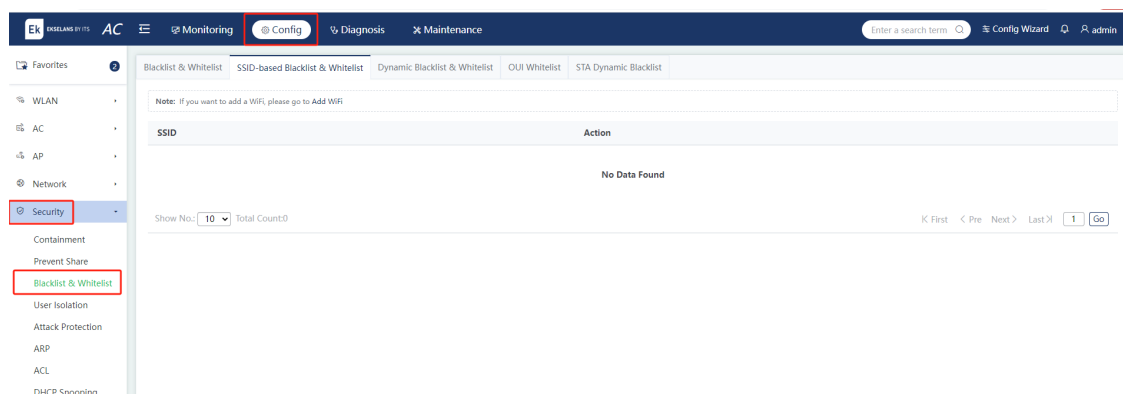 Ek EKSELANS BY ITS AC Monitoring Config Diagnosis Maintenance Enter a search term Config Wizard admin
Favorites 2
Blacklist & Whitelist SSID-based Blacklist & Whitelist Dynamic Blacklist & Whitelist OUI Whitelist STA Dynamic Blacklist
WLAN
Note: If you want to add a WiFi, please go to Add WiFi
AC
SSID Action
AP
No Data Found
Network
Security
Show No.: 10 Total Count:0 First Pre Next Last 1 Go
Containment
Prevent Share
Blacklist & Whitelist
User Isolation
Attack Protection
ARP
ACL
DHCP Snooping